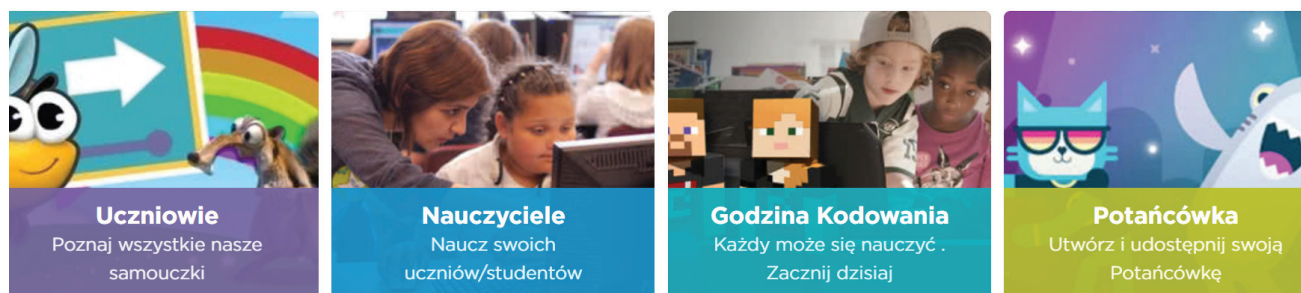 Uczniowie
Poznaj wszystkie nasze
samouczki
Nauczyciele
Naucz swoich
uczniów/studentów
Godzina Kodowania
Każdy może się nauczyć .
Zacznij dzisiaj
Potańcówka
Utwórz i udostępnij swoją
Potańcówkę